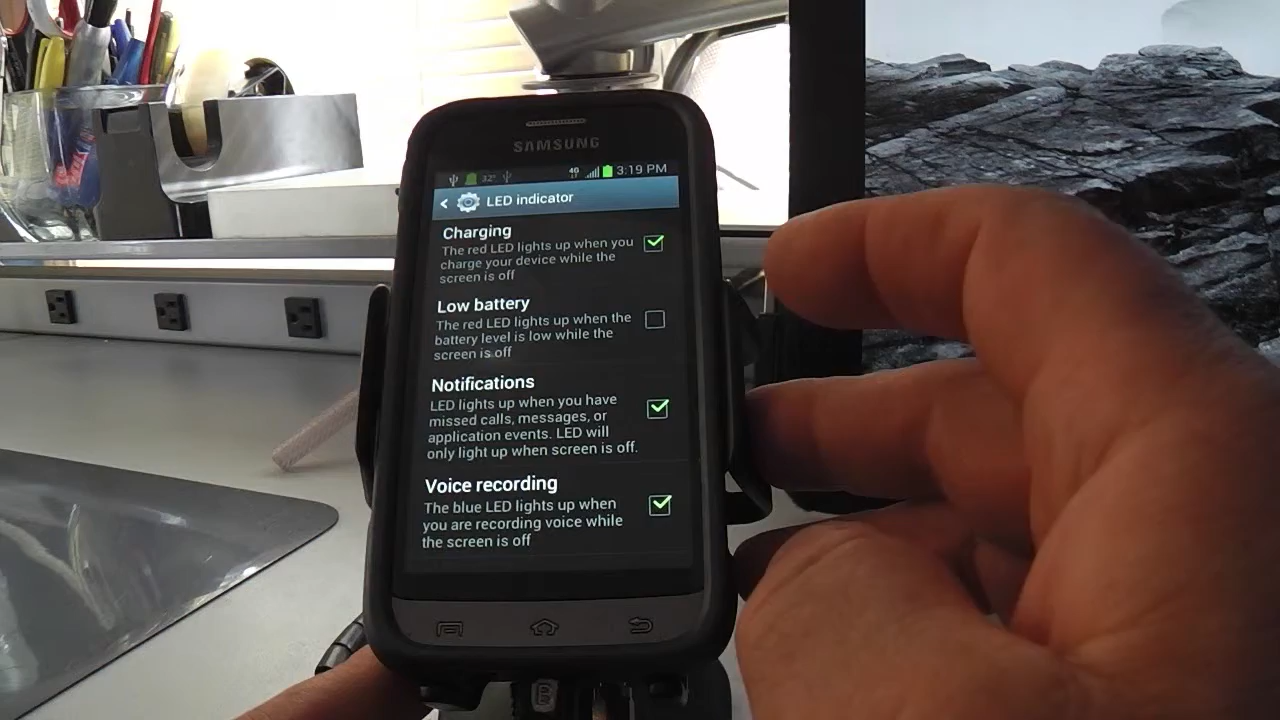 SAMSUNG
32° 4G 3:19 PM
LED indicator
Charging
The red LED lights up when you
charge your device while the
screen is off
Low battery
The red LED lights up when the
battery level is low while the
screen is off
Notifications
LED lights up when you have
missed calls, messages, or
application events. LED will
only light up when screen is off.
Voice recording
The blue LED lights up when
you are recording voice while
the screen is off